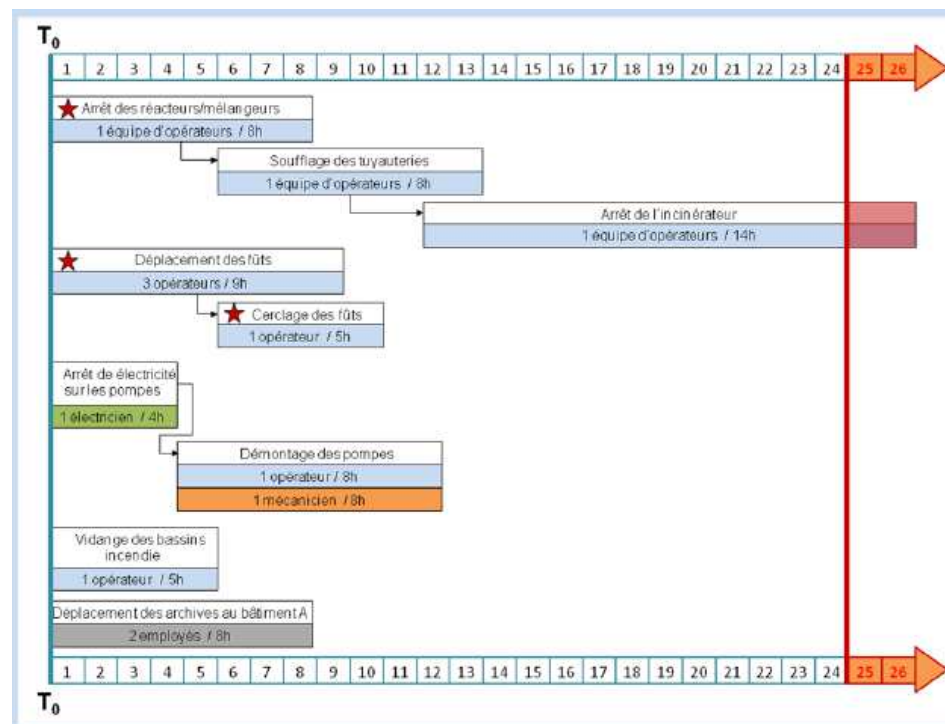 T0
1 2 3 4 5 6 7 8 9 10 11 12 13 14 15 16 17 18 19 20 21 22 23 24 25 26
Arrêt des réacteurs/mélangeurs
1 équipe d'opérateurs / 8h
Soufflage des tuyauteries
1 équipe d'opérateurs / 8h
Arrêt de l'incinérateur
1 équipe d'opérateurs / 14h
Déplacement des fûts
3 opérateurs / 9h
Cerclage des fûts
1 opérateur / 5h
Arrêt de électricité
sur les pompes
1 électricien / 4h
Démontage des pompes
1 opérateur / 8h
1 mécanicien / 8h
Vidange des bassins
incendie
1 opérateur / 5h
Déplacement des archives au bâtiment A
2 employés / 8h
1 2 3 4 5 6 7 8 9 10 11 12 13 14 15 16 17 18 19 20 21 22 23 24 25 26
T0